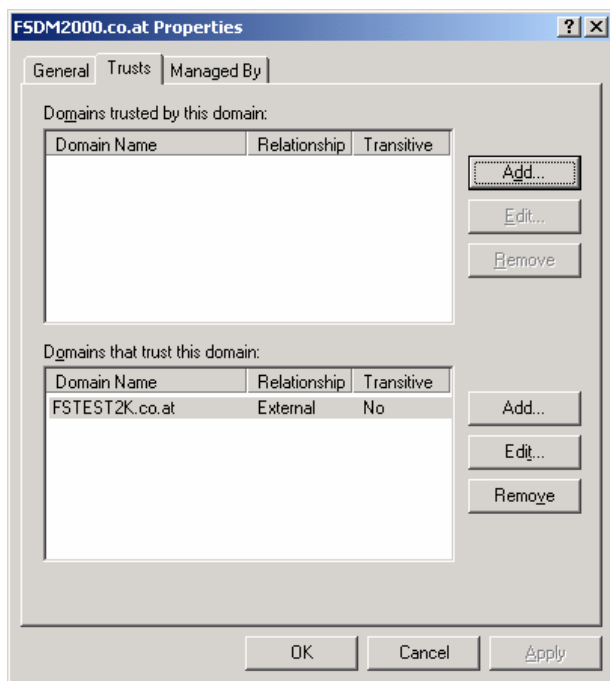 FSDM2000.co.at Properties
General Trusts Managed By
Domains trusted by this domain:
Domain Name Relationship Transitive
Add...
Edit...
Remove
Domains that trust this domain:
Domain Name Relationship Transitive
FSTEST2K.co.at External No
Add...
Edit...
Remove
OK Cancel Apply